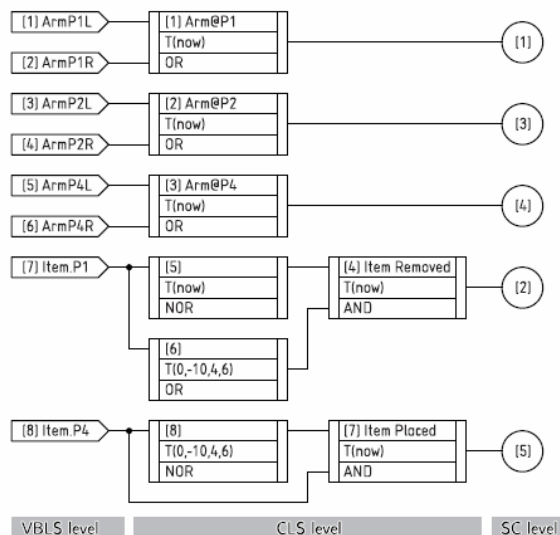 [1] ArmP1L
[1] Arm@P1
T(now)
[1]
[2] ArmP1R
OR
[3] ArmP2L
[2] Arm@P2
T(now)
[3]
[4] ArmP2R
OR
[5] ArmP4L
[3] Arm@P4
T(now)
[4]
[6] ArmP4R
OR
[7] Item.P1
[5]
[4] Item Removed
T(now)
T(now)
[2]
NOR
AND
[6]
T(0,-10,4,6)
OR
[8] Item.P4
[8]
[7] Item Placed
T(0,-10,4,6)
T(now)
[5]
NOR
AND
VBLS level
CLS level
SC level